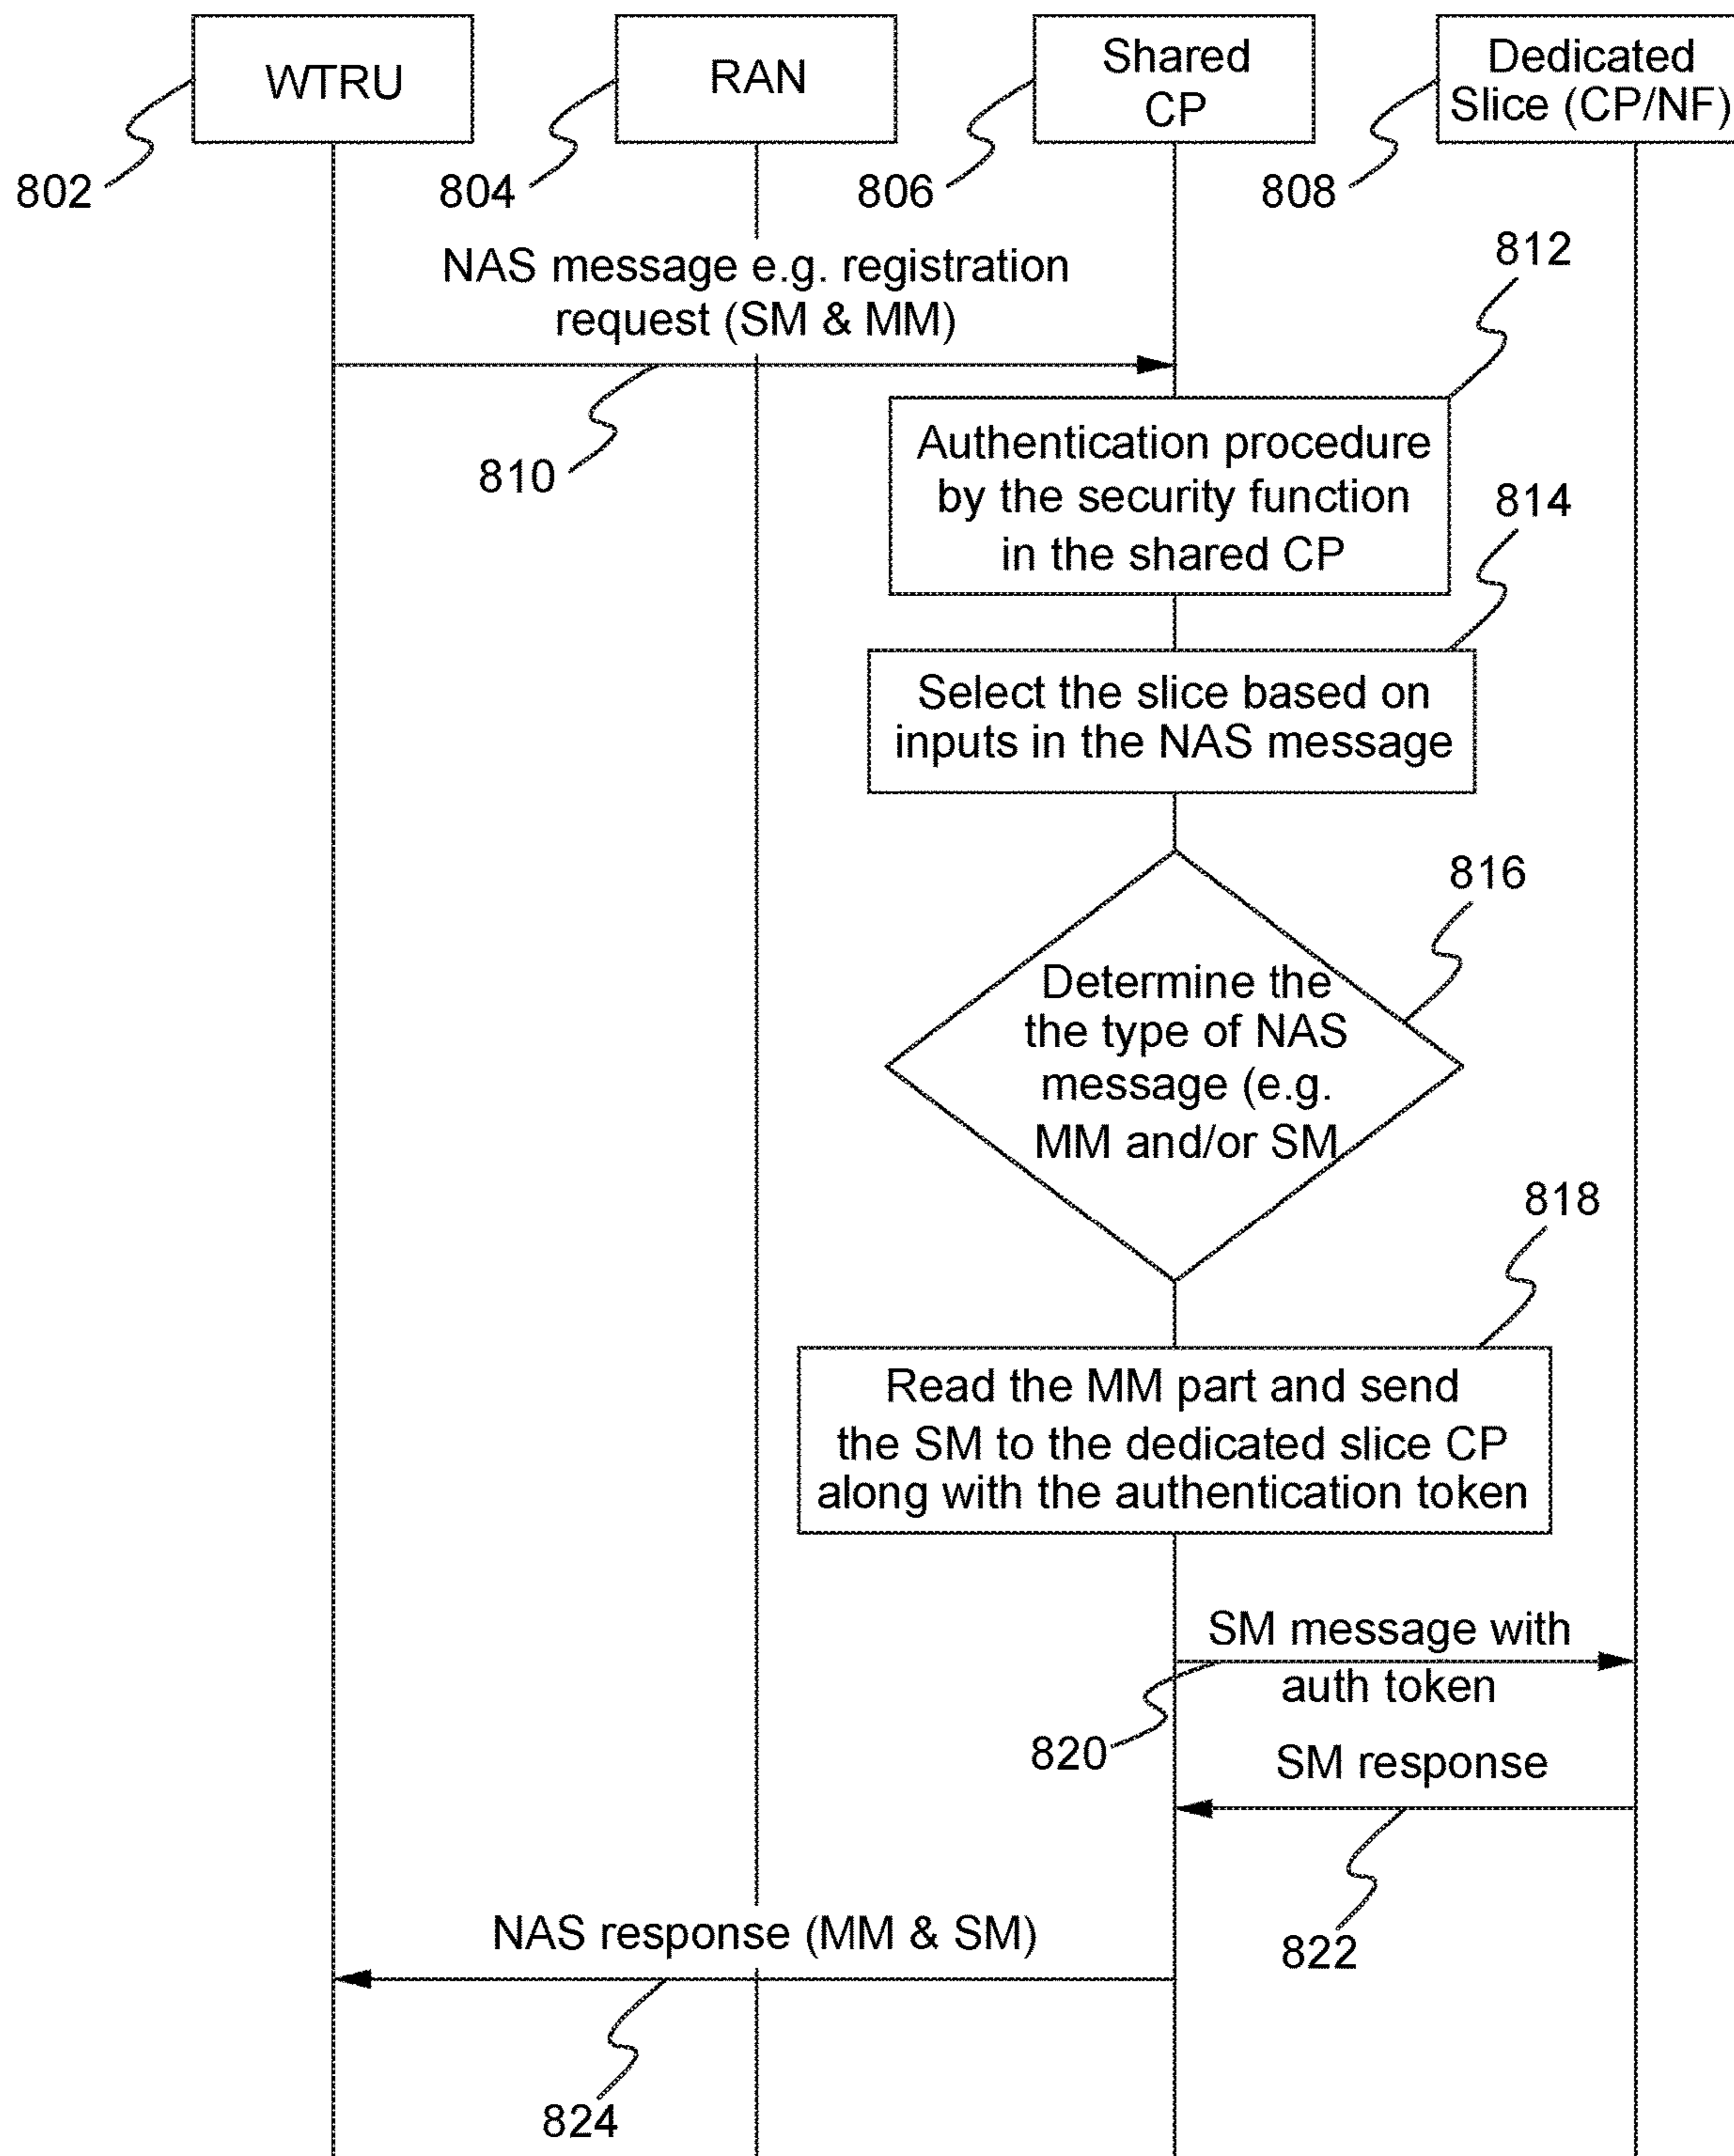 WTRU
RAN
Shared
CP
Dedicated
Slice (CP/NF)
802
804
806
808
NAS message e.g. registration
request (SM & MM)
810
812
Authentication procedure
by the security function
in the shared CP
814
Select the slice based on
inputs in the NAS message
816
Determine the
the type of NAS
message (e.g.
MM and/or SM
818
Read the MM part and send
the SM to the dedicated slice CP
along with the authentication token
SM message with
auth token
820
SM response
822
NAS response (MM & SM)
824